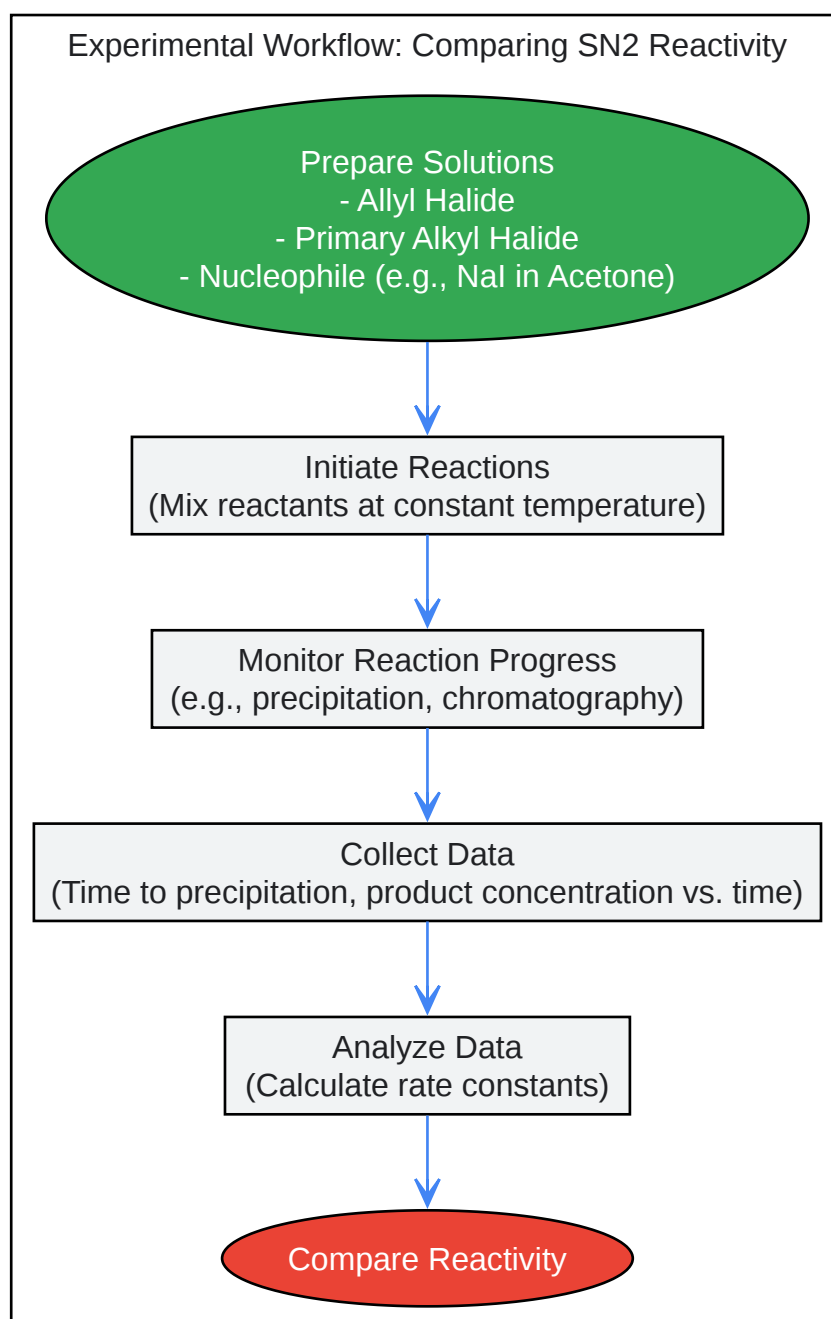 Experimental Workflow: Comparing SN2 Reactivity
Prepare Solutions
- Allyl Halide
- Primary Alkyl Halide
- Nucleophile (e.g., NaI in Acetone)
Initiate Reactions
(Mix reactants at constant temperature)
Monitor Reaction Progress
(e.g., precipitation, chromatography)
Collect Data
(Time to precipitation, product concentration vs. time)
Analyze Data
(Calculate rate constants)
Compare Reactivity